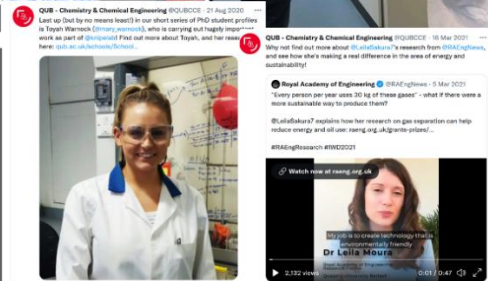 QUB - Chemistry & Chemical Engineering @QUBCCE · 21 Aug 2020
Last up (but by no means least!) in our short series of PhD student profiles
is Toyah Warnock (@trnary_warnock), who is carrying out hugely important
work as part of Find out more about Toyah, and her
here: qub.ac.uk/schools/School...
QUB - Chemistry & Chemical Engineering @QUBCCE · 16 Mar 2021
Why not find out more about @LeilaSakura7's research from @RAEngNews,
and see how she's making a real difference in the area of energy and
sustainability!
Royal Academy of Engineering @RAEngNews · 5 Mar 2021
"Every person per year uses 30 kg of these gases" - what if there were a
more sustainable way to produce them?
@LeilaSakura7 explains how her research on gas separation can help
reduce energy and oil use: raeng.org.uk/grants-prizes/...
#RAEngResearch #IWD2021
Watch now at raeng.org.uk
My job is to create technology that is
environmentally friendly
Dr Leila Moura
Royal Academy of Engineering
2,132 views
0:01 / 0:47